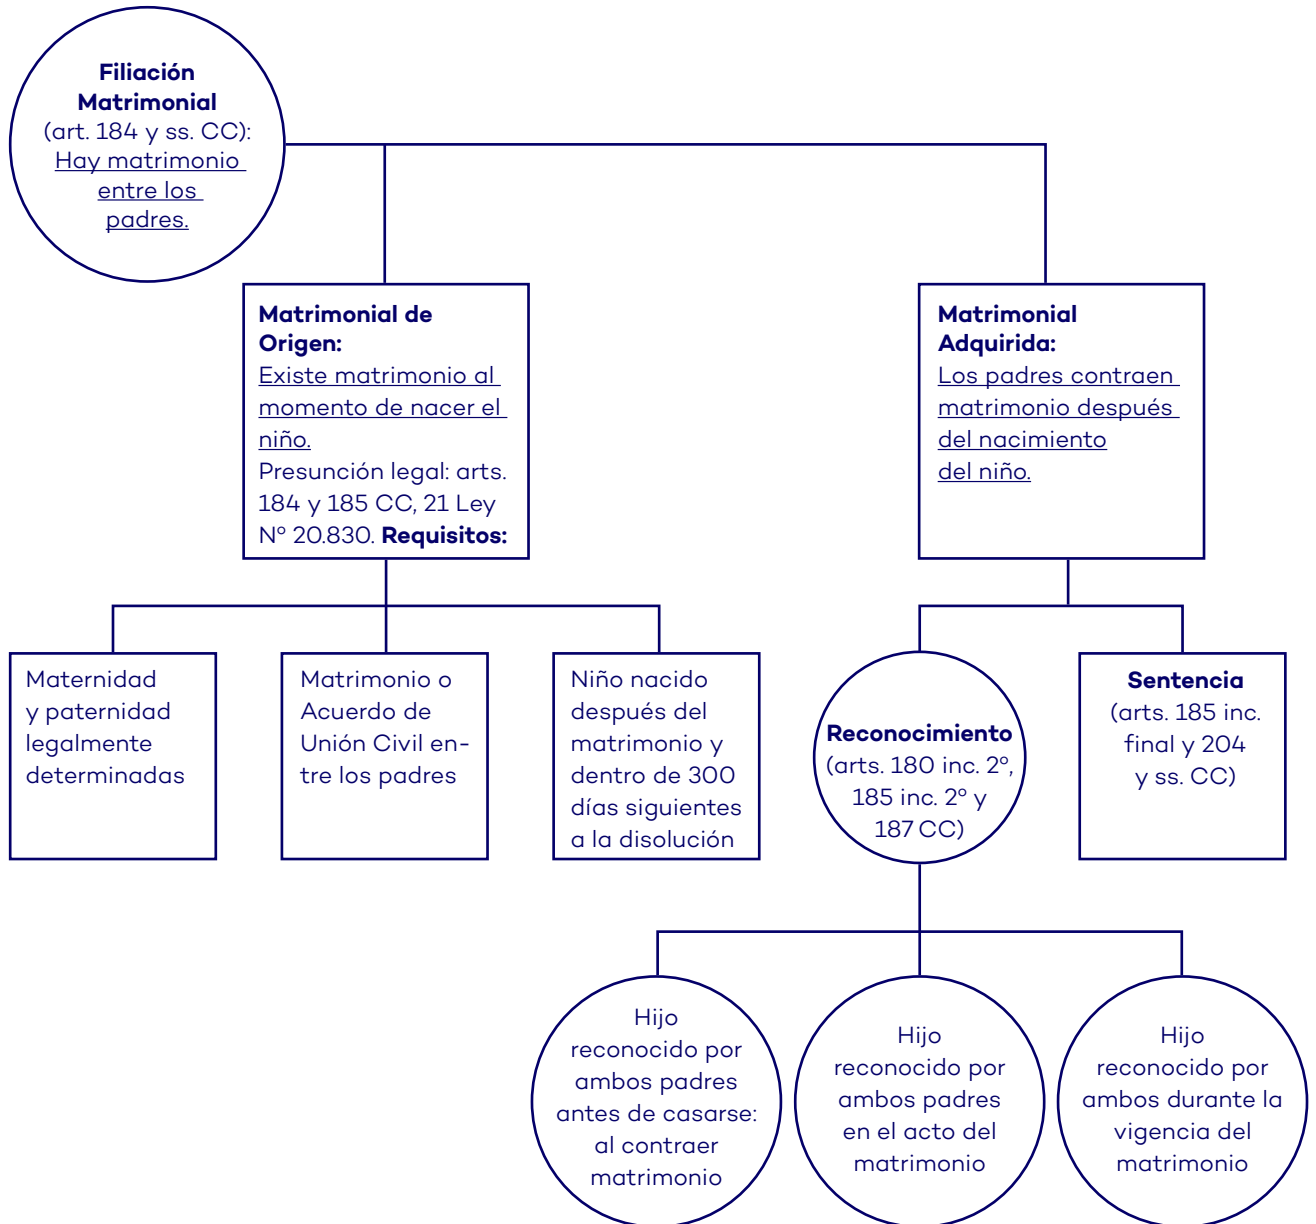 Filiación
Matrimonial
(art. 184 y ss. CC):
Hay matrimonio
entre los
padres.
Matrimonial de
Origen:
Existe matrimonio al
momento de nacer el
niño.
Presunción legal: arts.
184 y 185 CC, 21 Ley
Nº 20.830. Requisitos:
Matrimonial
Adquirida:
Los padres contraen
matrimonio después
del nacimiento
del niño.
Maternidad
y paternidad
legalmente
determinadas
Matrimonio o
Acuerdo de
Unión Civil en-
tre los padres
Niño nacido
después del
matrimonio y
dentro de 300
días siguientes
a la disolución
Reconocimiento
(arts. 180 inc. 2º,
185 inc. 2º y
187 CC)
Sentencia
(arts. 185 inc.
final y 204
y ss. CC)
Hijo
reconocido por
ambos padres
antes de casarse:
al contraer
matrimonio
Hijo
reconocido por
ambos padres
en el acto del
matrimonio
Hijo
reconocido por
ambos durante la
vigencia del
matrimonio